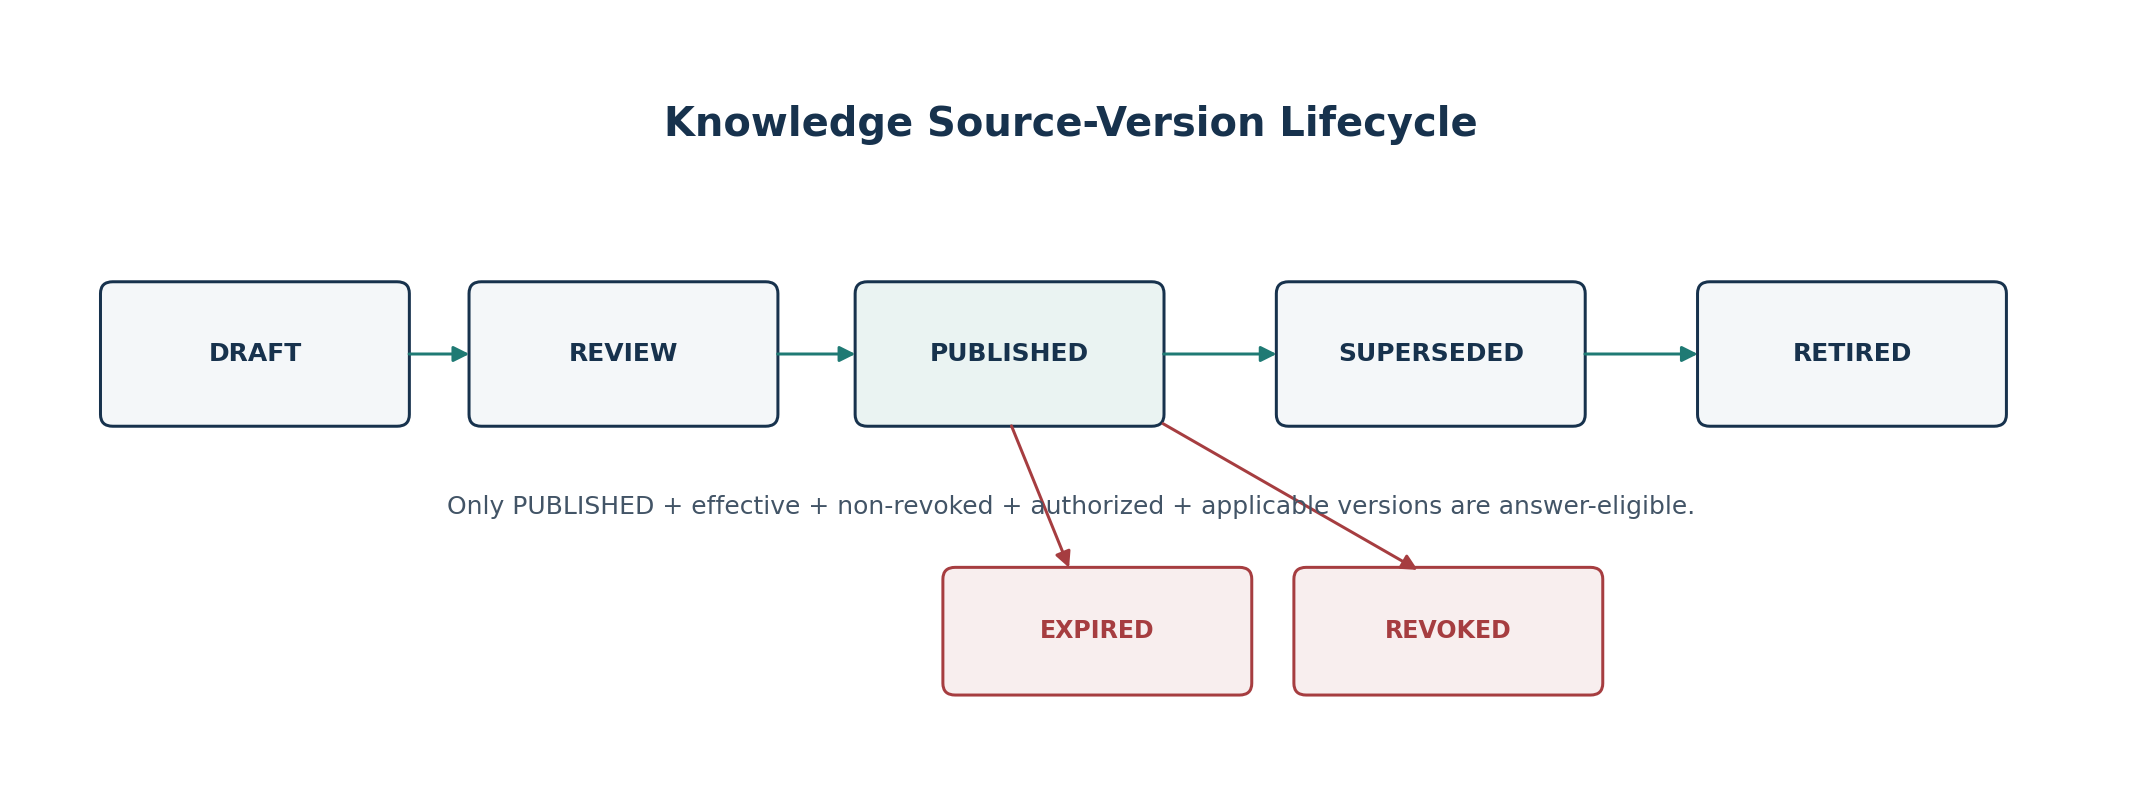 Knowledge Source-Version Lifecycle
DRAFT
REVIEW
PUBLISHED
SUPERSEDED
RETIRED
Only PUBLISHED + effective + non-revoked + authorized + applicable versions are answer-eligible.
EXPIRED
REVOKED